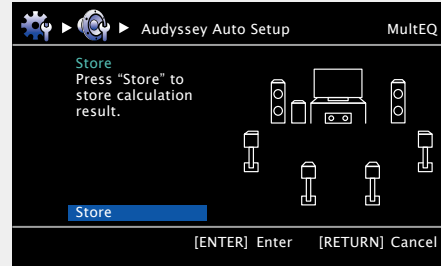 Audyssey Auto Setup MultEQ
Store
Press “Store” to
store calculation
result.
Store
[ENTER] Enter [RETURN] Cancel